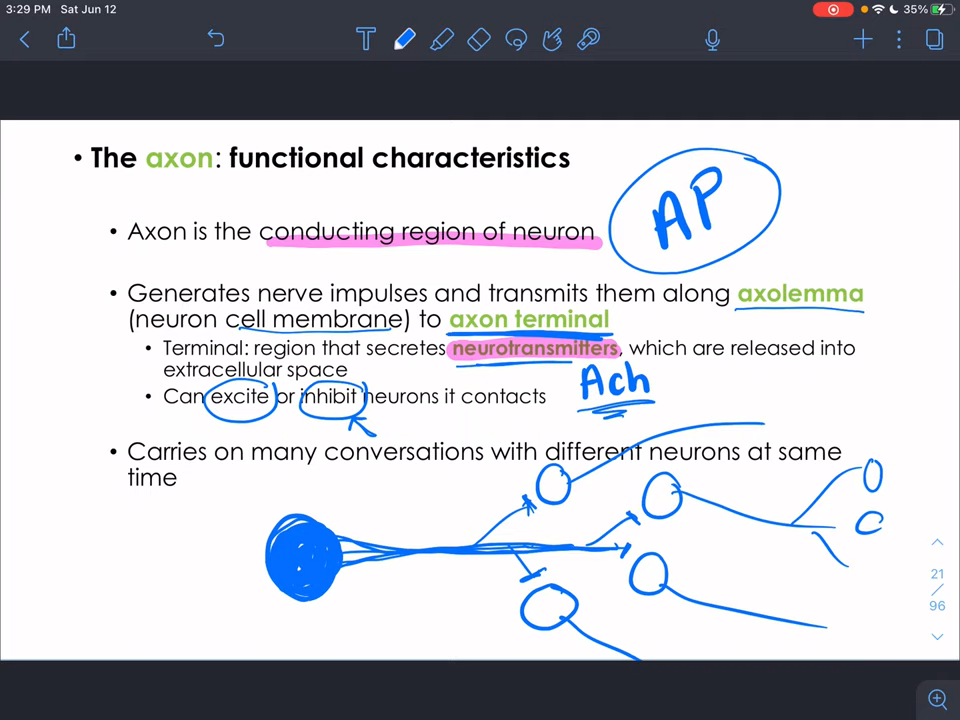 3:29 PM Sat Jun 12
35%
• The axon: functional characteristics
AP
• Axon is the conducting region of neuron
• Generates nerve impulses and transmits them along axolemma
(neuron cell membrane) to axon terminal
• Terminal: region that secretes neurotransmitters, which are released into
extracellular space
• Can excite or inhibit neurons it contacts
Ach
• Carries on many conversations with different neurons at same
time
21
/
96